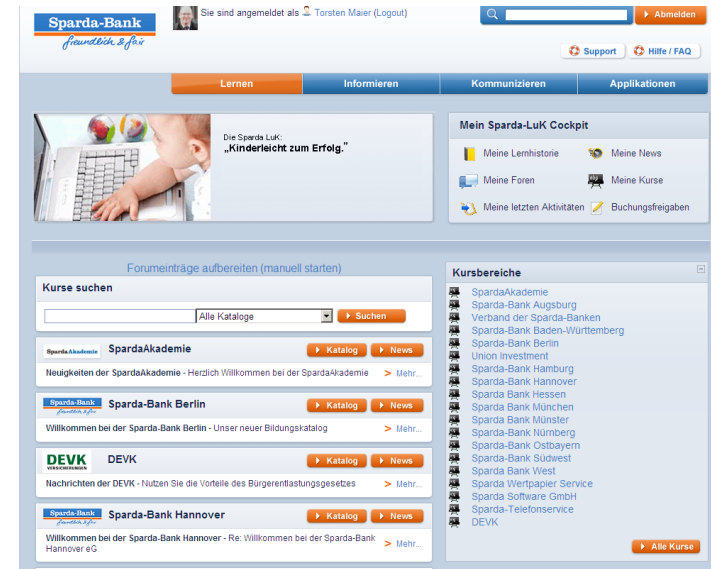 Sparda-Bank
freundlich & fair
Sie sind angemeldet als Torsten Maier (Logout)
Abmelden
Support
Hilfe / FAQ
Lernen
Informieren
Kommunizieren
Applikationen
Die Sparda LuK:
„Kinderleicht zum Erfolg."
Mein Sparda-LuK Cockpit
Meine Lernhistorie
Meine News
Meine Foren
Meine Kurse
Meine letzten Aktivitäten
Buchungsfreigaben
Forumeinträge aufbereiten (manuell starten)
Kurse suchen
Alle Kataloge
Suchen
SpardaAkademie
SpardaAkademie
Katalog
News
Neuigkeiten der SpardaAkademie - Herzlich Willkommen bei der SpardaAkademie
> Mehr...
Sparda-Bank
freundlich & fair
Sparda-Bank Berlin
Katalog
News
Willkommen bei der Sparda-Bank Berlin - Unser neuer Bildungskatalog
> Mehr...
DEVK
VERSICHERUNGEN
DEVK
Katalog
News
Nachrichten der DEVK - Nutzen Sie die Vorteile des Bürgerentlastungsgesetzes
> Mehr...
Sparda-Bank
freundlich & fair
Sparda-Bank Hannover
Katalog
News
Willkommen bei der Sparda-Bank Hannover - Re: Willkommen bei der Sparda-Bank
Hannover eG
> Mehr...
Kursbereiche
SpardaAkademie
Sparda-Bank Augsburg
Verband der Sparda-Banken
Sparda-Bank Baden-Württemberg
Sparda-Bank Berlin
Union Investment
Sparda-Bank Hamburg
Sparda-Bank Hannover
Sparda Bank Hessen
Sparda Bank München
Sparda Bank Münster
Sparda-Bank Nürnberg
Sparda-Bank Ostbayern
Sparda-Bank Südwest
Sparda Bank West
Sparda Wertpapier Service
Sparda Software GmbH
Sparda-Telefonservice
DEVK
Alle Kurse